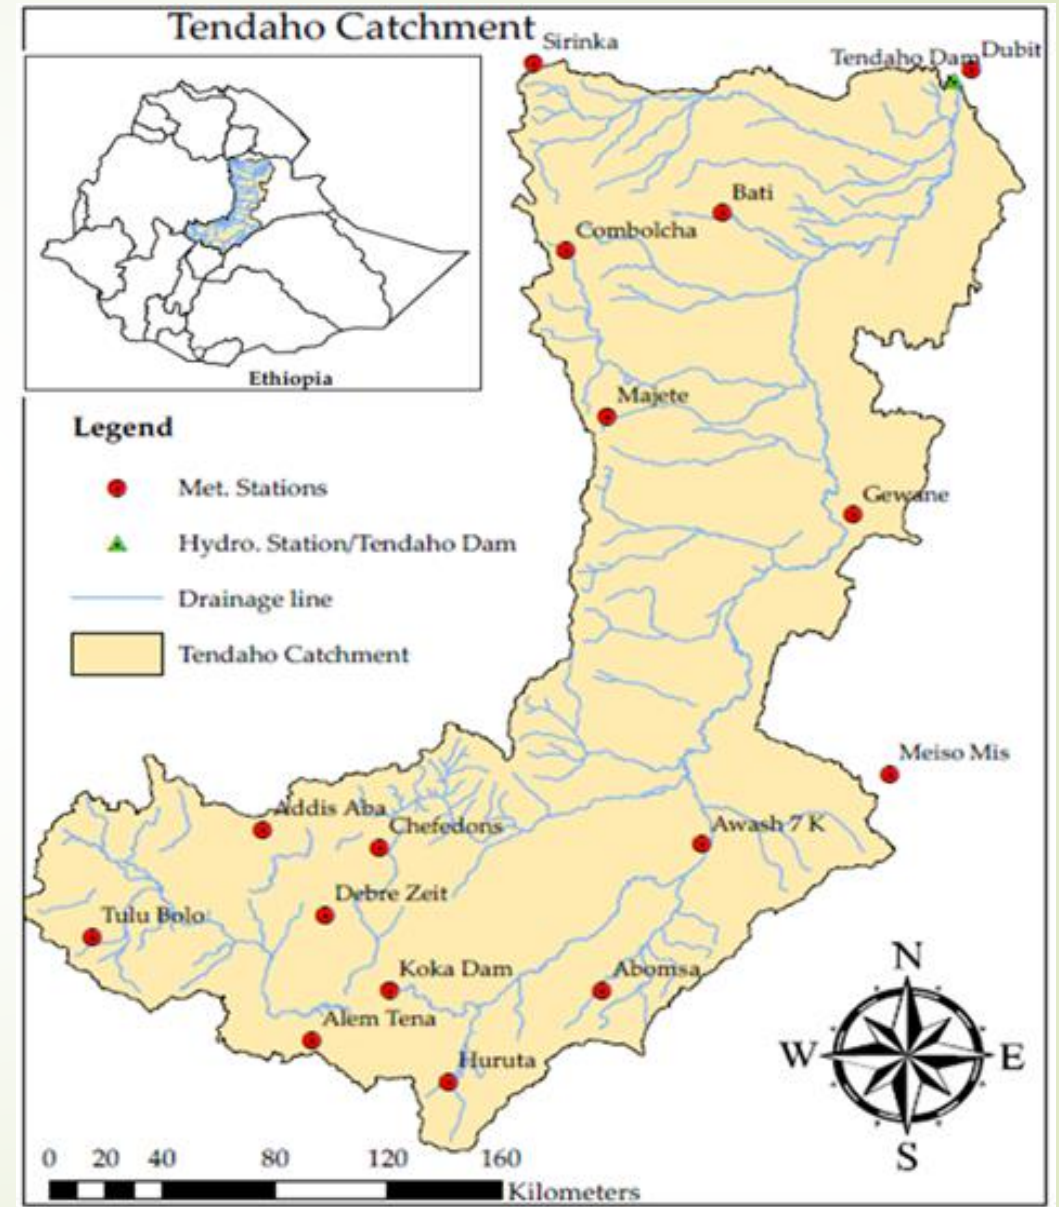 Tendaho Catchment
Sirinka
Tendaho Dam
Dubit
Bati
Combolcha
Ethiopia
Majete
Legend
Met. Stations
Gewane
Hydro. Station/Tendaho Dam
Drainage line
Tendaho Catchment
Meiso Mis
Addis Aba
Chefedons
Awash 7 K
Debre Zeit
Tulu Bolo
N
Koka Dam
Abomsa
Alem Tena
W
E
Huruta
S
0 20 40 80 120 160
Kilometers